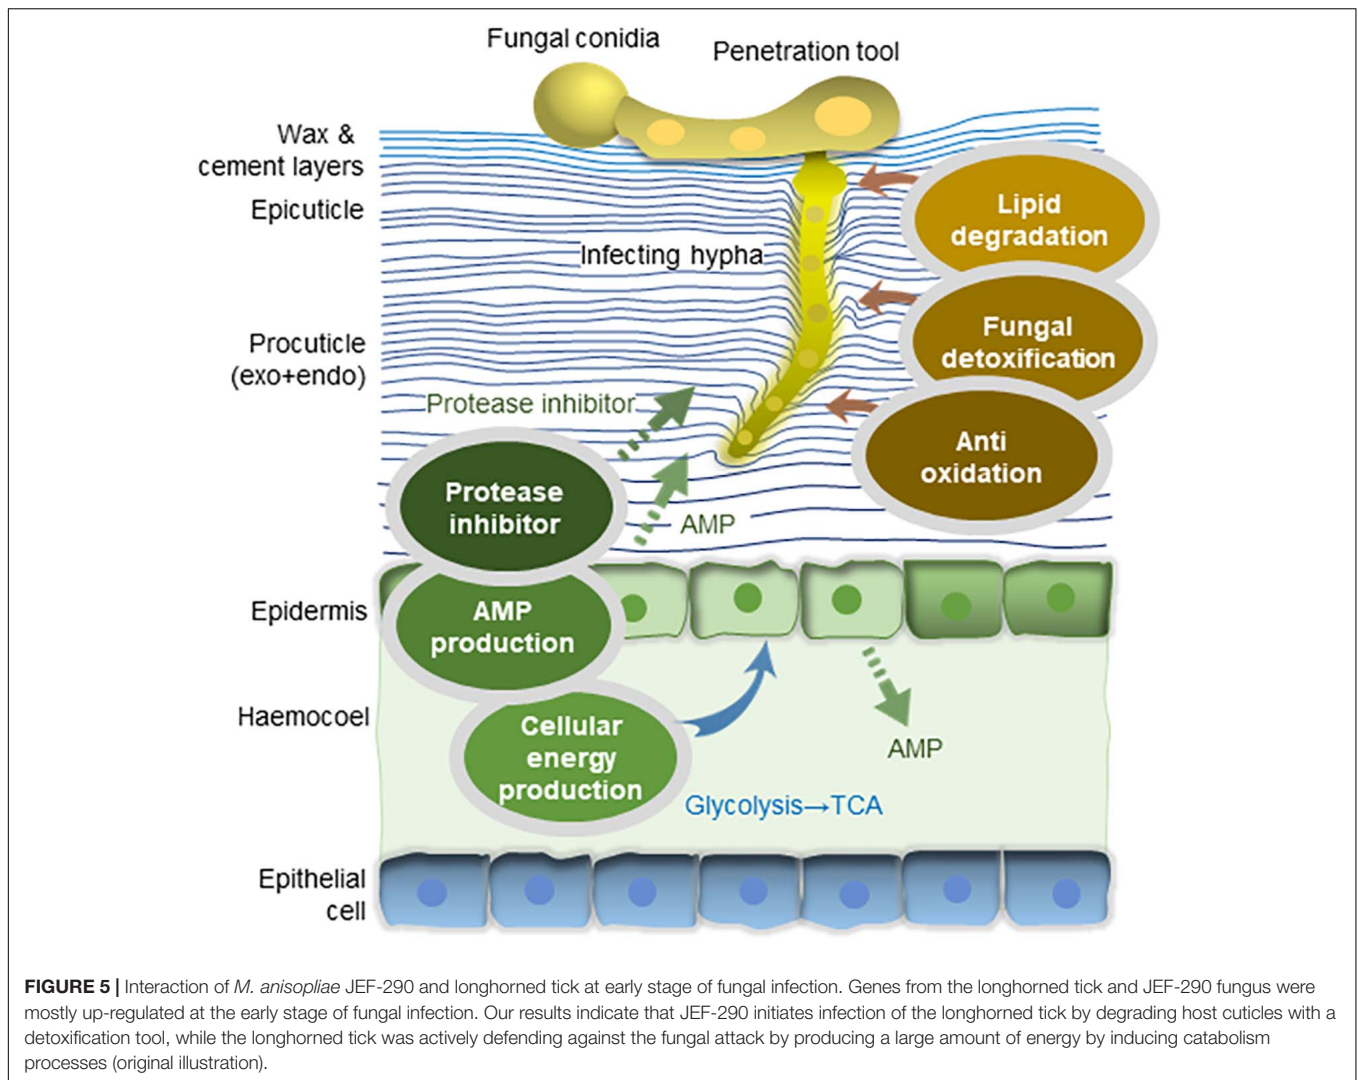 Fungal conidia
Penetration tool
Wax &
cement layers
Epicuticle
Lipid
degradation
Infecting hypha
Fungal
detoxification
Procuticle
(exo+endo)
Protease inhibitor
Anti
oxidation
Protease
inhibitor
AMP
Epidermis
AMP
production
Haemocoel
Cellular
energy
production
AMP
Glycolysis→TCA
Epithelial
cell
FIGURE 5 | Interaction of M. anisopliae JEF-290 and longhorned tick at early stage of fungal infection. Genes from the longhorned tick and JEF-290 fungus were
mostly up-regulated at the early stage of fungal infection. Our results indicate that JEF-290 initiates infection of the longhorned tick by degrading host cuticles with a
detoxification tool, while the longhorned tick was actively defending against the fungal attack by producing a large amount of energy by inducing catabolism
processes (original illustration).